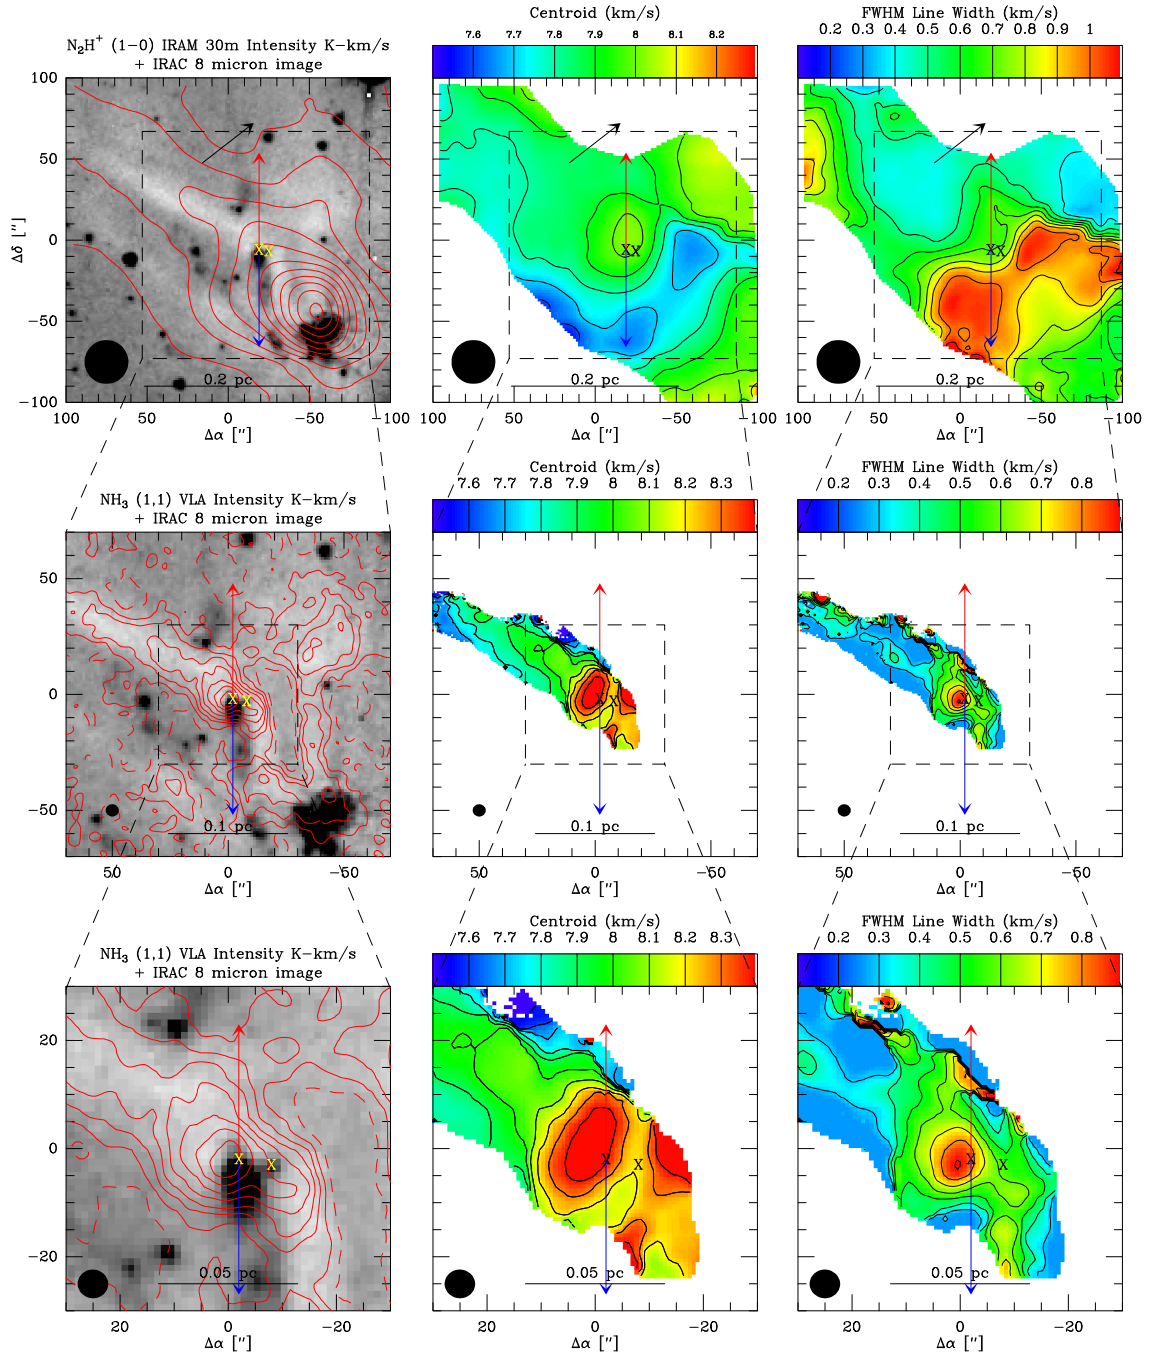 N2H+ (1−0) IRAM 30m Intensity K−km/s
+ IRAC 8 micron image
Centroid (km/s)
7.6 7.7 7.8 7.9 8 8.1 8.2
FWHM Line Width (km/s)
0.2 0.3 0.4 0.5 0.6 0.7 0.8 0.9 1
100
50
0
−50
−100
Δδ [″]
XX
XX
XX
0.2 pc
0.2 pc
0.2 pc
100 50 0 −50 −100
100 50 0 −50 −100
100 50 0 −50 −100
Δα [″]
Δα [″]
Δα [″]
NH3 (1,1) VLA Intensity K−km/s
+ IRAC 8 micron image
Centroid (km/s)
7.6 7.7 7.8 7.9 8 8.1 8.2 8.3
FWHM Line Width (km/s)
0.2 0.3 0.4 0.5 0.6 0.7 0.8
50
0
−50
X X
X X
X X
0.1 pc
0.1 pc
0.1 pc
50 0 −50
50 0 −50
50 0 −50
Δα [″]
Δα [″]
Δα [″]
NH3 (1,1) VLA Intensity K−km/s
+ IRAC 8 micron image
Centroid (km/s)
7.6 7.7 7.8 7.9 8 8.1 8.2 8.3
FWHM Line Width (km/s)
0.2 0.3 0.4 0.5 0.6 0.7 0.8
20
0
−20
X X
X X
X X
0.05 pc
0.05 pc
0.05 pc
20 0 −20
20 0 −20
20 0 −20
Δα [″]
Δα [″]
Δα [″]